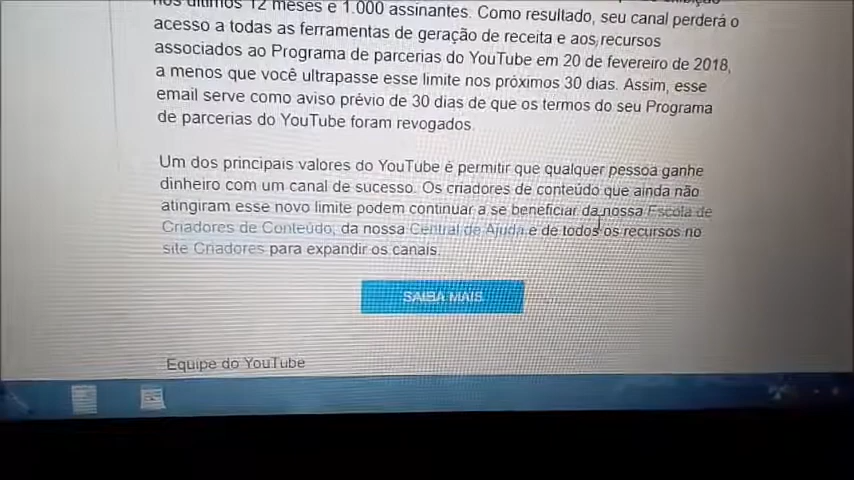 nos últimos 12 meses e 1.000 assinantes. Como resultado, seu canal perderá o
acesso a todas as ferramentas de geração de receita e aos recursos
associados ao Programa de parcerias do YouTube em 20 de fevereiro de 2018,
a menos que você ultrapasse esse limite nos próximos 30 dias. Assim, esse
email serve como aviso prévio de 30 dias de que os termos do seu Programa
de parcerias do YouTube foram revogados.
Um dos principais valores do YouTube é permitir que qualquer pessoa ganhe
dinheiro com um canal de sucesso. Os criadores de conteúdo que ainda não
atingiram esse novo limite podem continuar a se beneficiar da nossa Escola de
Criadores de Conteúdo, da nossa Central de Ajuda e de todos os recursos no
site Criadores para expandir os canais.
SAIBA MAIS
Equipe do YouTube